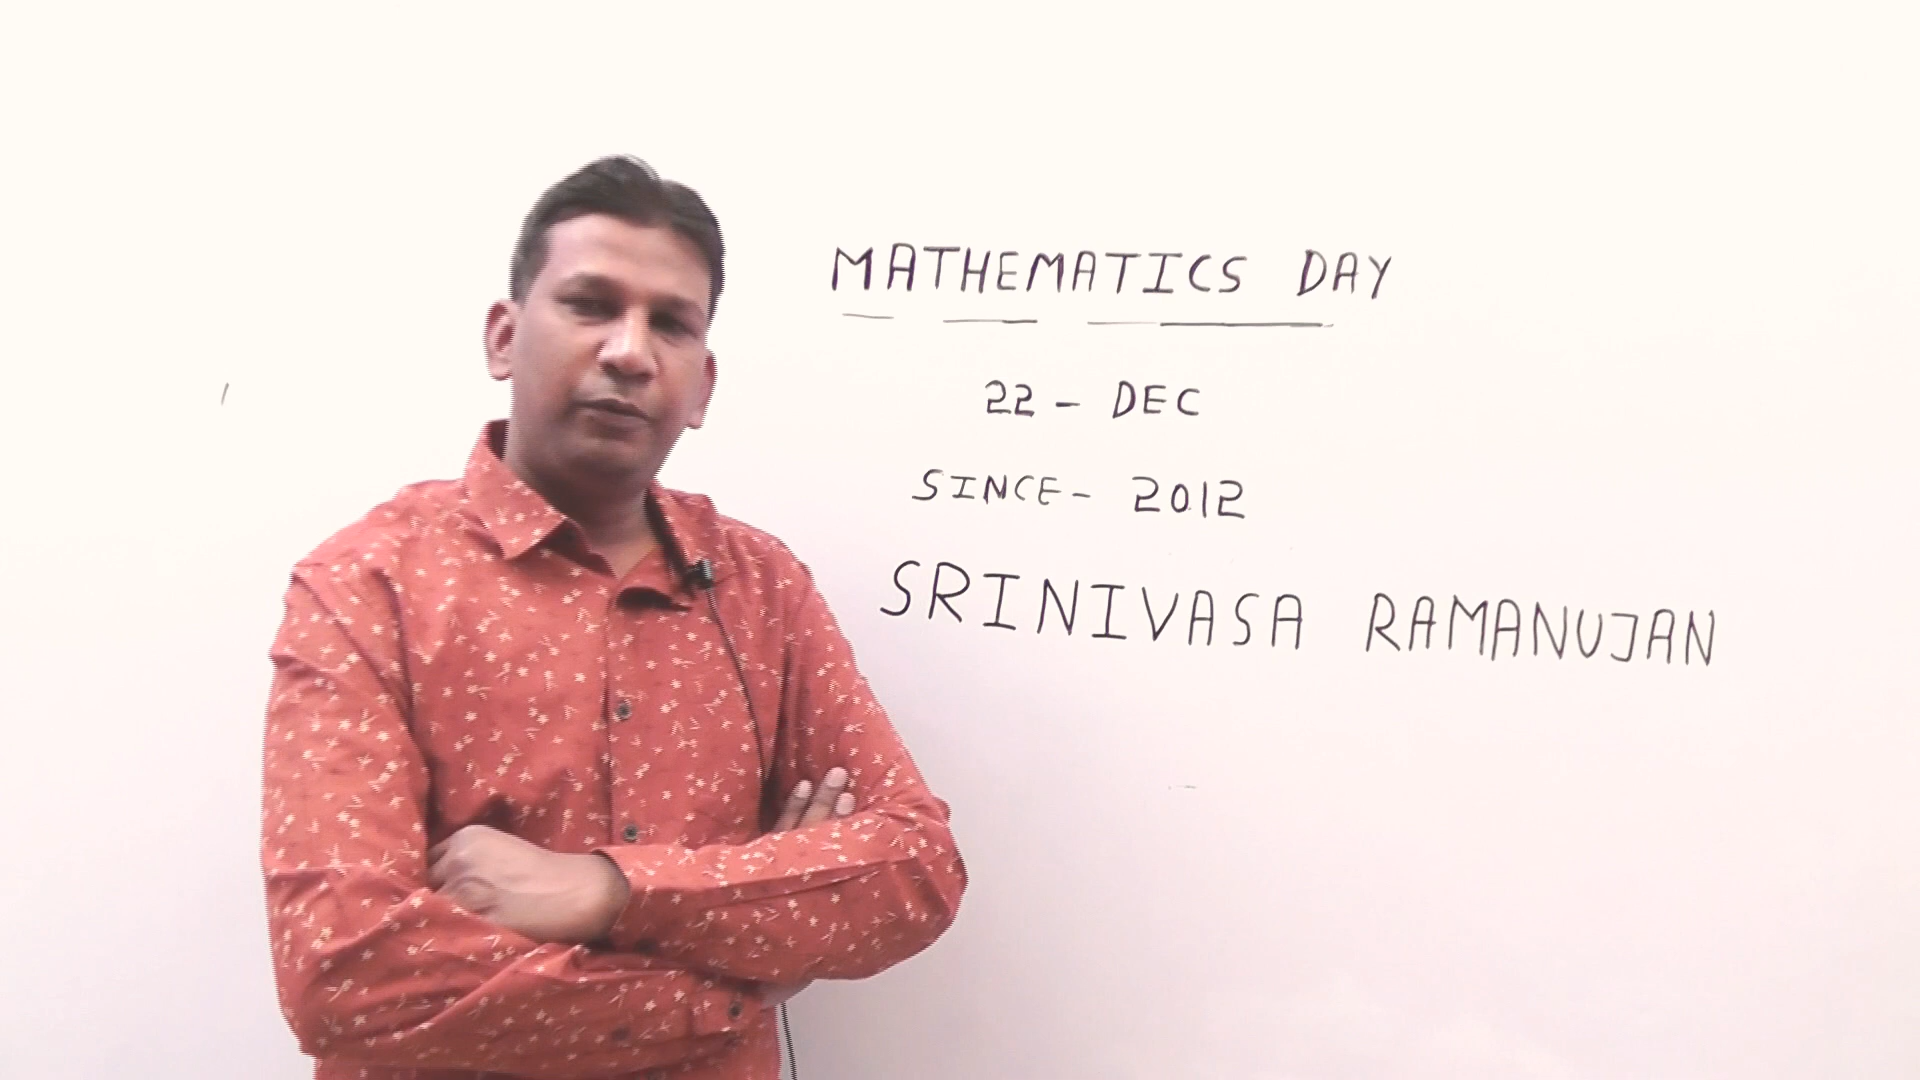 MATHEMATICS DAY
22 - DEC
SINCE - 2012
SRINIVASA RAMANUJAN